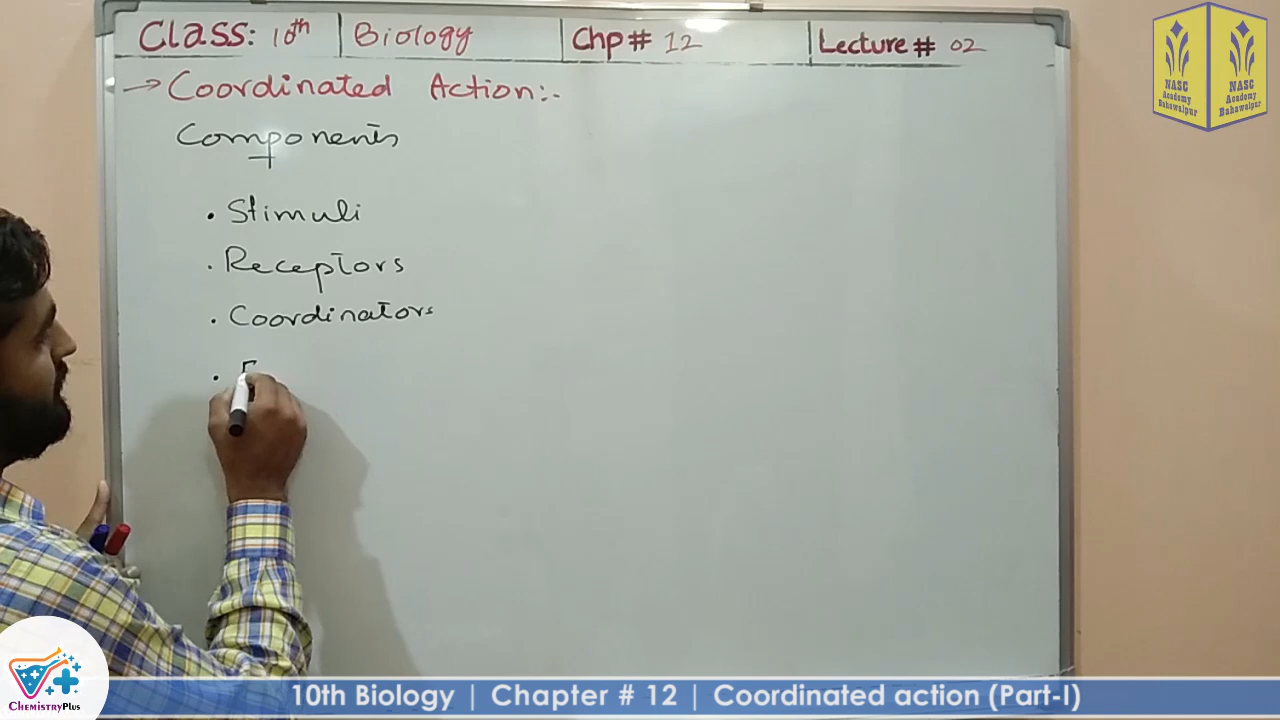 Class: 10th | Biology | Chp # 12 | Lecture # 02
→ Coordinated Action:-
Components
• Stimuli
• Receptors
• Coordinators
•
NASC
Academy
Bahawalpur
NASC
Academy
Bahawalpur
ChemistryPlus
10th Biology | Chapter # 12 | Coordinated action (Part-I)